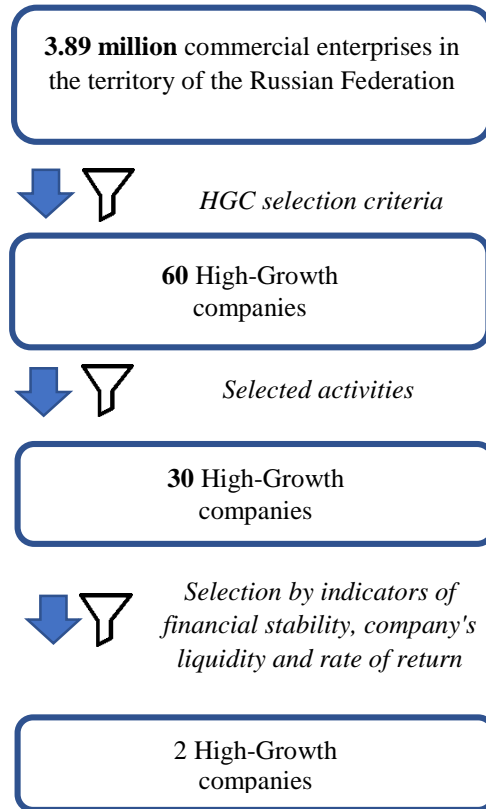 3.89 million commercial enterprises in
the territory of the Russian Federation
HGC selection criteria
60 High-Growth
companies
Selected activities
30 High-Growth
companies
Selection by indicators of
financial stability, company's
liquidity and rate of return
2 High-Growth
companies